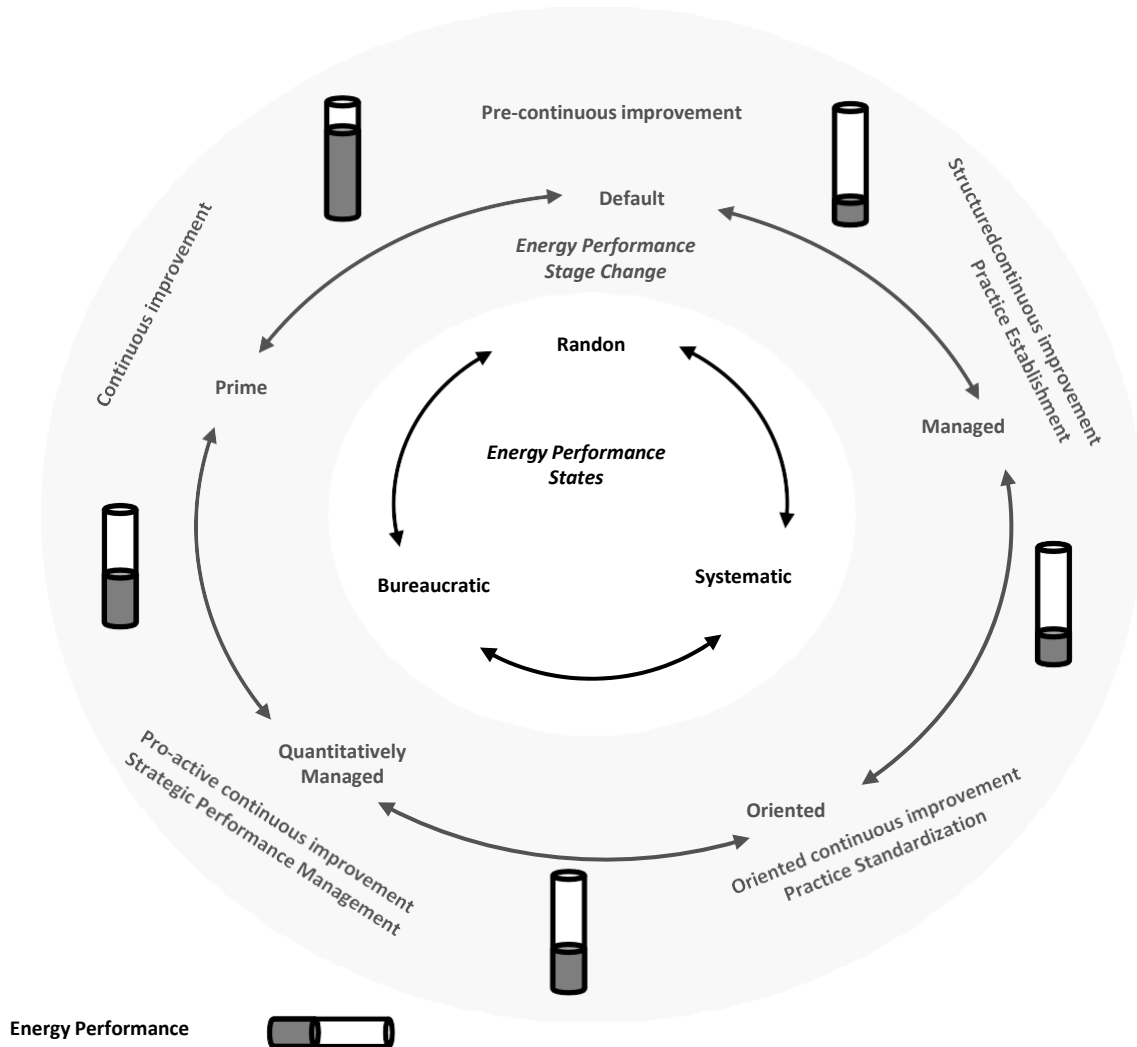 Pre-continuous improvement
Default
Energy Performance
Stage Change
Structuredcontinuous improvement
Practice Establishment
Continuous improvement
Randon
Prime
Managed
Energy Performance
States
Bureaucratic
Systematic
Quantitatively
Managed
Oriented
Pro-active continuous improvement
Strategic Performance Management
Oriented continuous improvement
Practice Standardization
Energy Performance